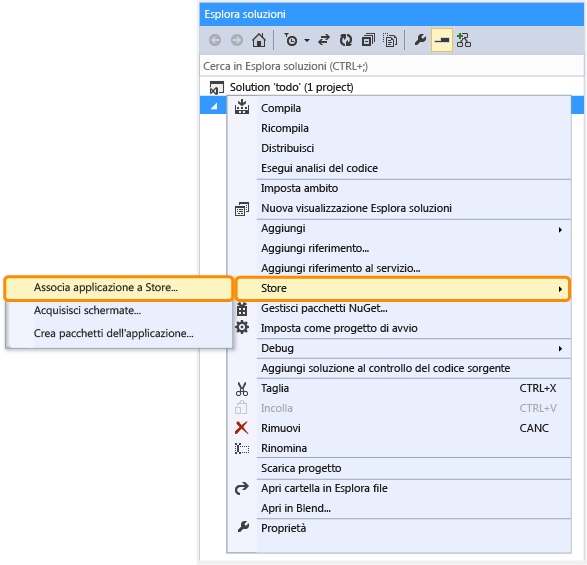 Esplora soluzioni
Cerca in Esplora soluzioni (CTRL+;)
Solution 'todo' (1 project)
Compila
Ricompila
Distribuisci
Esegui analisi del codice
Imposta ambito
Nuova visualizzazione Esplora soluzioni
Aggiungi
Aggiungi riferimento...
Aggiungi riferimento al servizio...
Store
Associa applicazione a Store...
Acquisisci schermate...
Crea pacchetti dell'applicazione...
Gestisci pacchetti NuGet...
Imposta come progetto di avvio
Debug
Aggiungi soluzione al controllo del codice sorgente
Taglia CTRL+X
Incolla CTRL+V
Rimuovi CANC
Rinomina
Scarica progetto
Apri cartella in Esplora file
Apri in Blend...
Proprietà